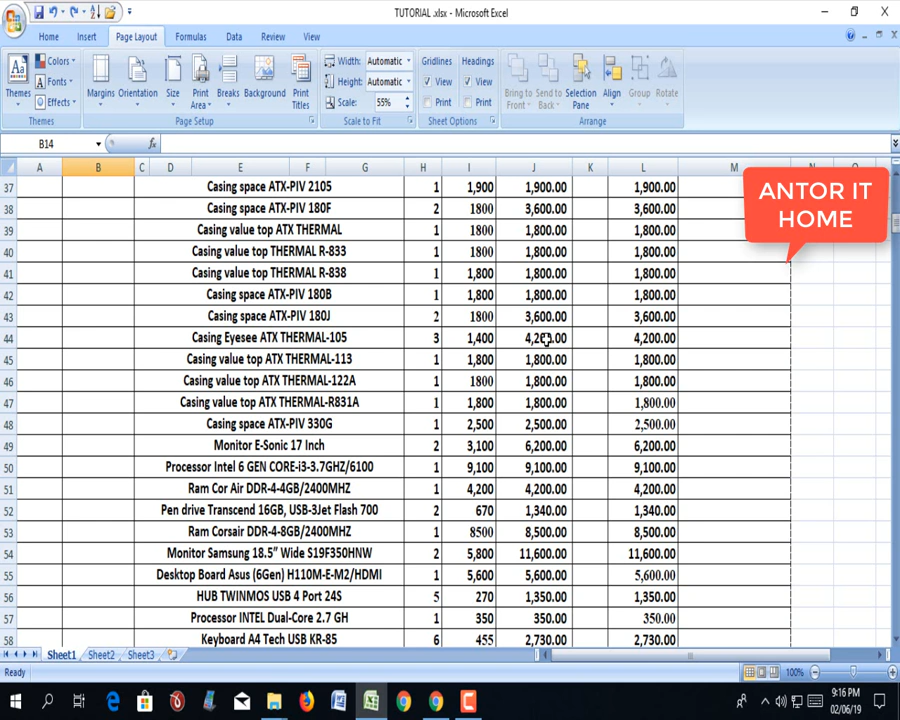 TUTORIAL .xlsx - Microsoft Excel
Home Insert Page Layout Formulas Data Review View
Themes Colors Fonts Effects Themes
Margins Orientation Size Print Area Breaks Background Print Titles Page Setup
Width: Automatic
Height: Automatic
Scale: 55%
Scale to Fit
Gridlines View Print
Headings View Print
Sheet Options
Bring to Front Send to Back Selection Pane Align Group Rotate Arrange
B14 fx
A B C D E F G H I J K L M
37 Casing space ATX-PIV 2105 1 1,900 1,900.00 1,900.00
38 Casing space ATX-PIV 180F 2 1800 3,600.00 3,600.00
39 Casing value top ATX THERMAL 1 1800 1,800.00 1,800.00
40 Casing value top THERMAL R-833 1 1800 1,800.00 1,800.00
41 Casing value top THERMAL R-838 1 1,800 1,800.00 1,800.00
42 Casing space ATX-PIV 180B 1 1,800 1,800.00 1,800.00
43 Casing space ATX-PIV 180J 2 1800 3,600.00 3,600.00
44 Casing Eyesee ATX THERMAL-105 3 1,400 4,200.00 4,200.00
45 Casing value top ATX THERMAL-113 1 1,800 1,800.00 1,800.00
46 Casing value top ATX THERMAL-122A 1 1800 1,800.00 1,800.00
47 Casing value top ATX THERMAL-R831A 1 1,800 1,800.00 1,800.00
48 Casing space ATX-PIV 330G 1 2,500 2,500.00 2,500.00
49 Monitor E-Sonic 17 Inch 2 3,100 6,200.00 6,200.00
50 Processor Intel 6 GEN CORE-i3-3.7GHZ/6100 1 9,100 9,100.00 9,100.00
51 Ram Cor Air DDR-4-4GB/2400MHZ 1 4,200 4,200.00 4,200.00
52 Pen drive Transcend 16GB, USB-3Jet Flash 700 2 670 1,340.00 1,340.00
53 Ram Corsair DDR-4-8GB/2400MHZ 1 8500 8,500.00 8,500.00
54 Monitor Samsung 18.5” Wide S19F350HNW 2 5,800 11,600.00 11,600.00
55 Desktop Board Asus (6Gen) H110M-E-M2/HDMI 1 5,600 5,600.00 5,600.00
56 HUB TWINMOS USB 4 Port 24S 5 270 1,350.00 1,350.00
57 Processor INTEL Dual-Core 2.7 GH 1 350 350.00 350.00
58 Keyboard A4 Tech USB KR-85 6 455 2,730.00 2,730.00
ANTOR IT
HOME
Sheet1 Sheet2 Sheet3
Ready 100%
9:16 PM
02/06/19